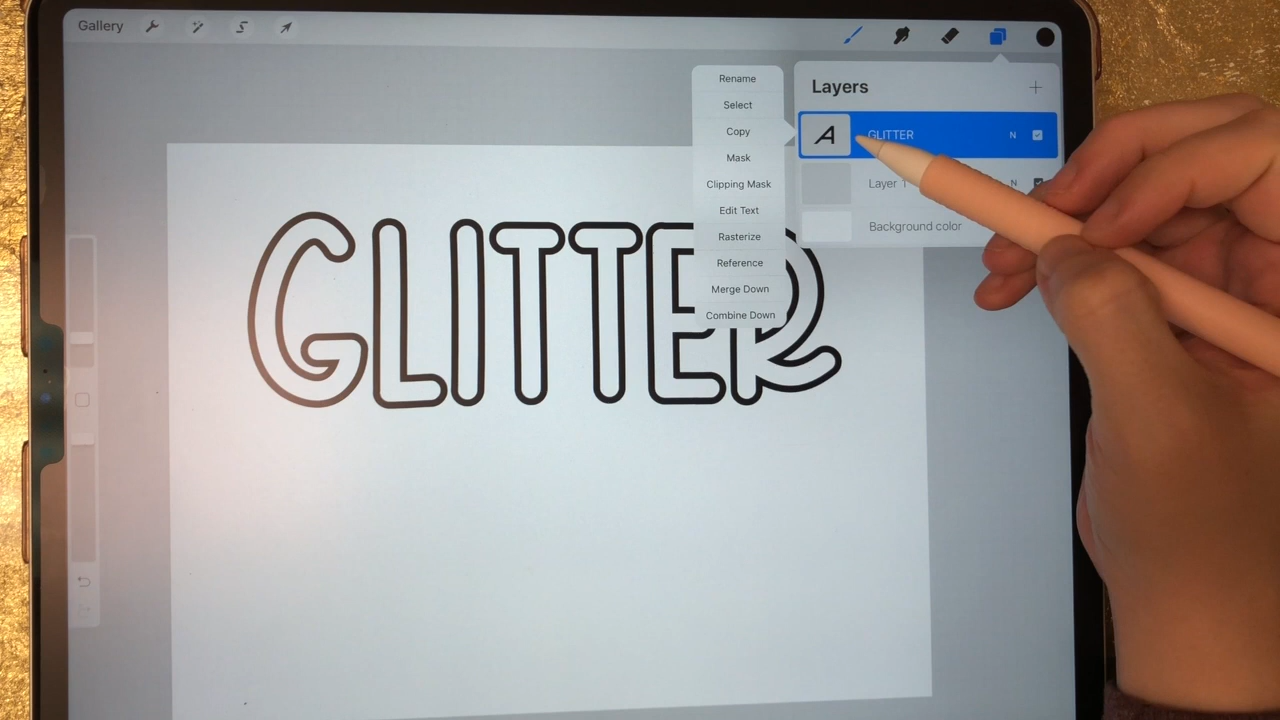 Gallery
Layers
Rename
Select
Copy
Mask
Clipping Mask
Edit Text
Rasterize
Reference
Merge Down
Combine Down
A GLITTER N
Layer 1 N
Background color
GLITTER